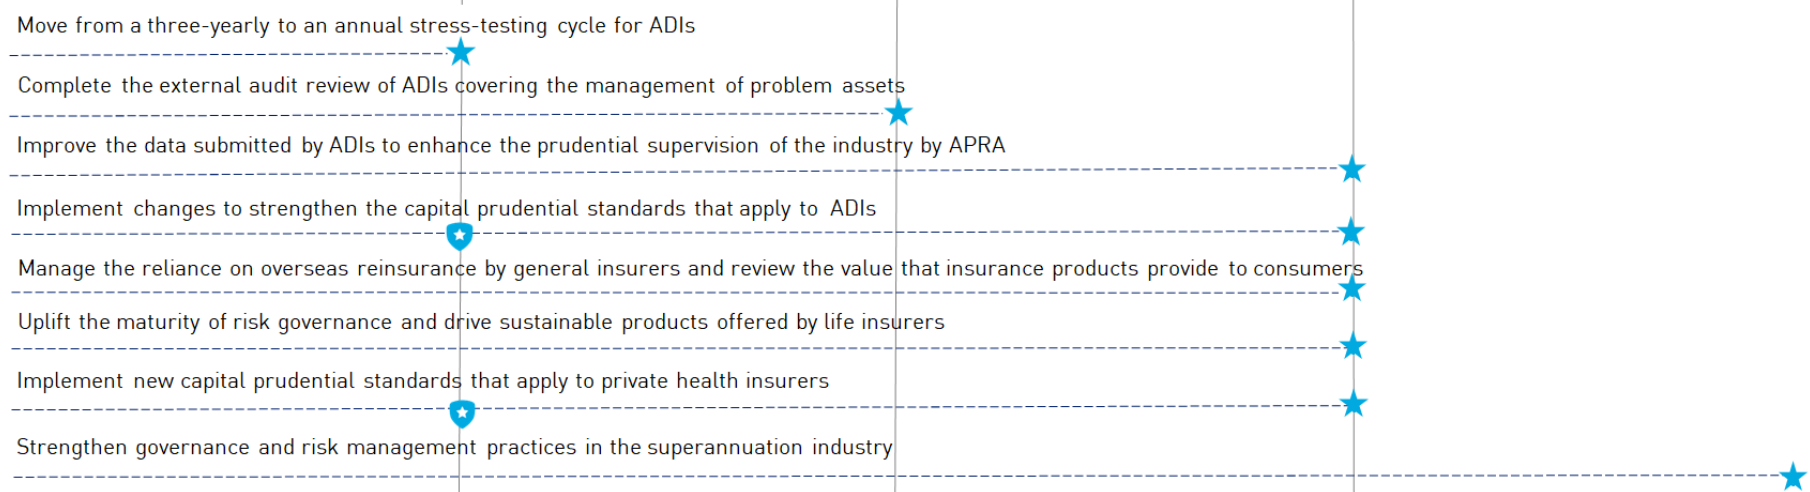 Move from a three-yearly to an annual stress-testing cycle for ADIs
Complete the external audit review of ADIs covering the management of problem assets
Improve the data submitted by ADIs to enhance the prudential supervision of the industry by APRA
Implement changes to strengthen the capital prudential standards that apply to ADIs
Manage the reliance on overseas reinsurance by general insurers and review the value that insurance products provide to consumers
Uplift the maturity of risk governance and drive sustainable products offered by life insurers
Implement new capital prudential standards that apply to private health insurers
Strengthen governance and risk management practices in the superannuation industry